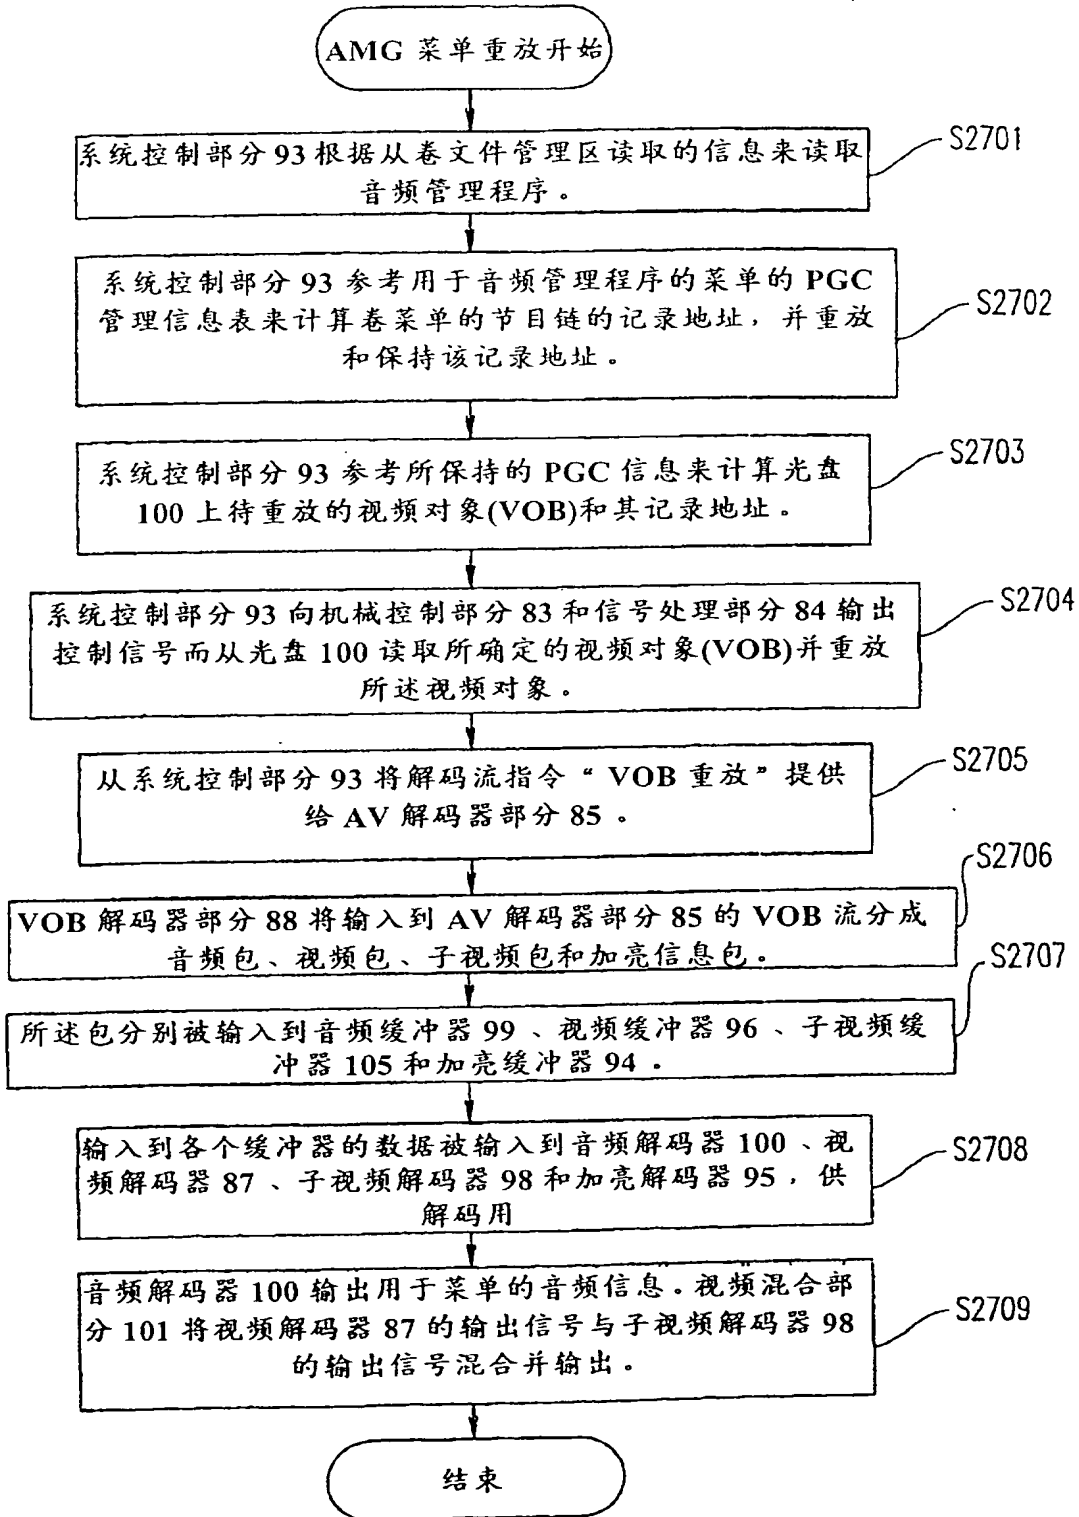 AMG 菜单重放开始
系统控制部分 93 根据从卷文件管理区读取的信息来读取
音频管理程序。
S2701
系统控制部分 93 参考用于音频管理程序的菜单的 PGC
管理信息表来计算卷菜单的节目链的记录地址，并重放
和保持该记录地址。
S2702
系统控制部分 93 参考所保持的 PGC 信息来计算光盘
100 上待重放的视频对象(VOB)和其记录地址。
S2703
系统控制部分 93 向机械控制部分 83 和信号处理部分 84 输出
控制信号而从光盘 100 读取所确定的视频对象(VOB)并重放
所述视频对象。
S2704
从系统控制部分 93 将解码流指令“ VOB 重放”提供
给 AV 解码器部分 85 。
S2705
VOB 解码器部分 88 将输入到 AV 解码器部分 85 的 VOB 流分成
音频包、视频包、子视频包和加亮信息包。
S2706
所述包分别被输入到音频缓冲器 99 、视频缓冲器 96 、子视频缓
冲器 105 和加亮缓冲器 94 .
S2707
输入到各个缓冲器的数据被输入到音频解码器 100 、视
频解码器 87 、子视频解码器 98 和加亮解码器 95 ，供
解码用
S2708
音频解码器 100 输出用于菜单的音频信息。视频混合部
分 101 将视频解码器 87 的输出信号与子视频解码器 98
的输出信号混合并输出。
S2709
结束